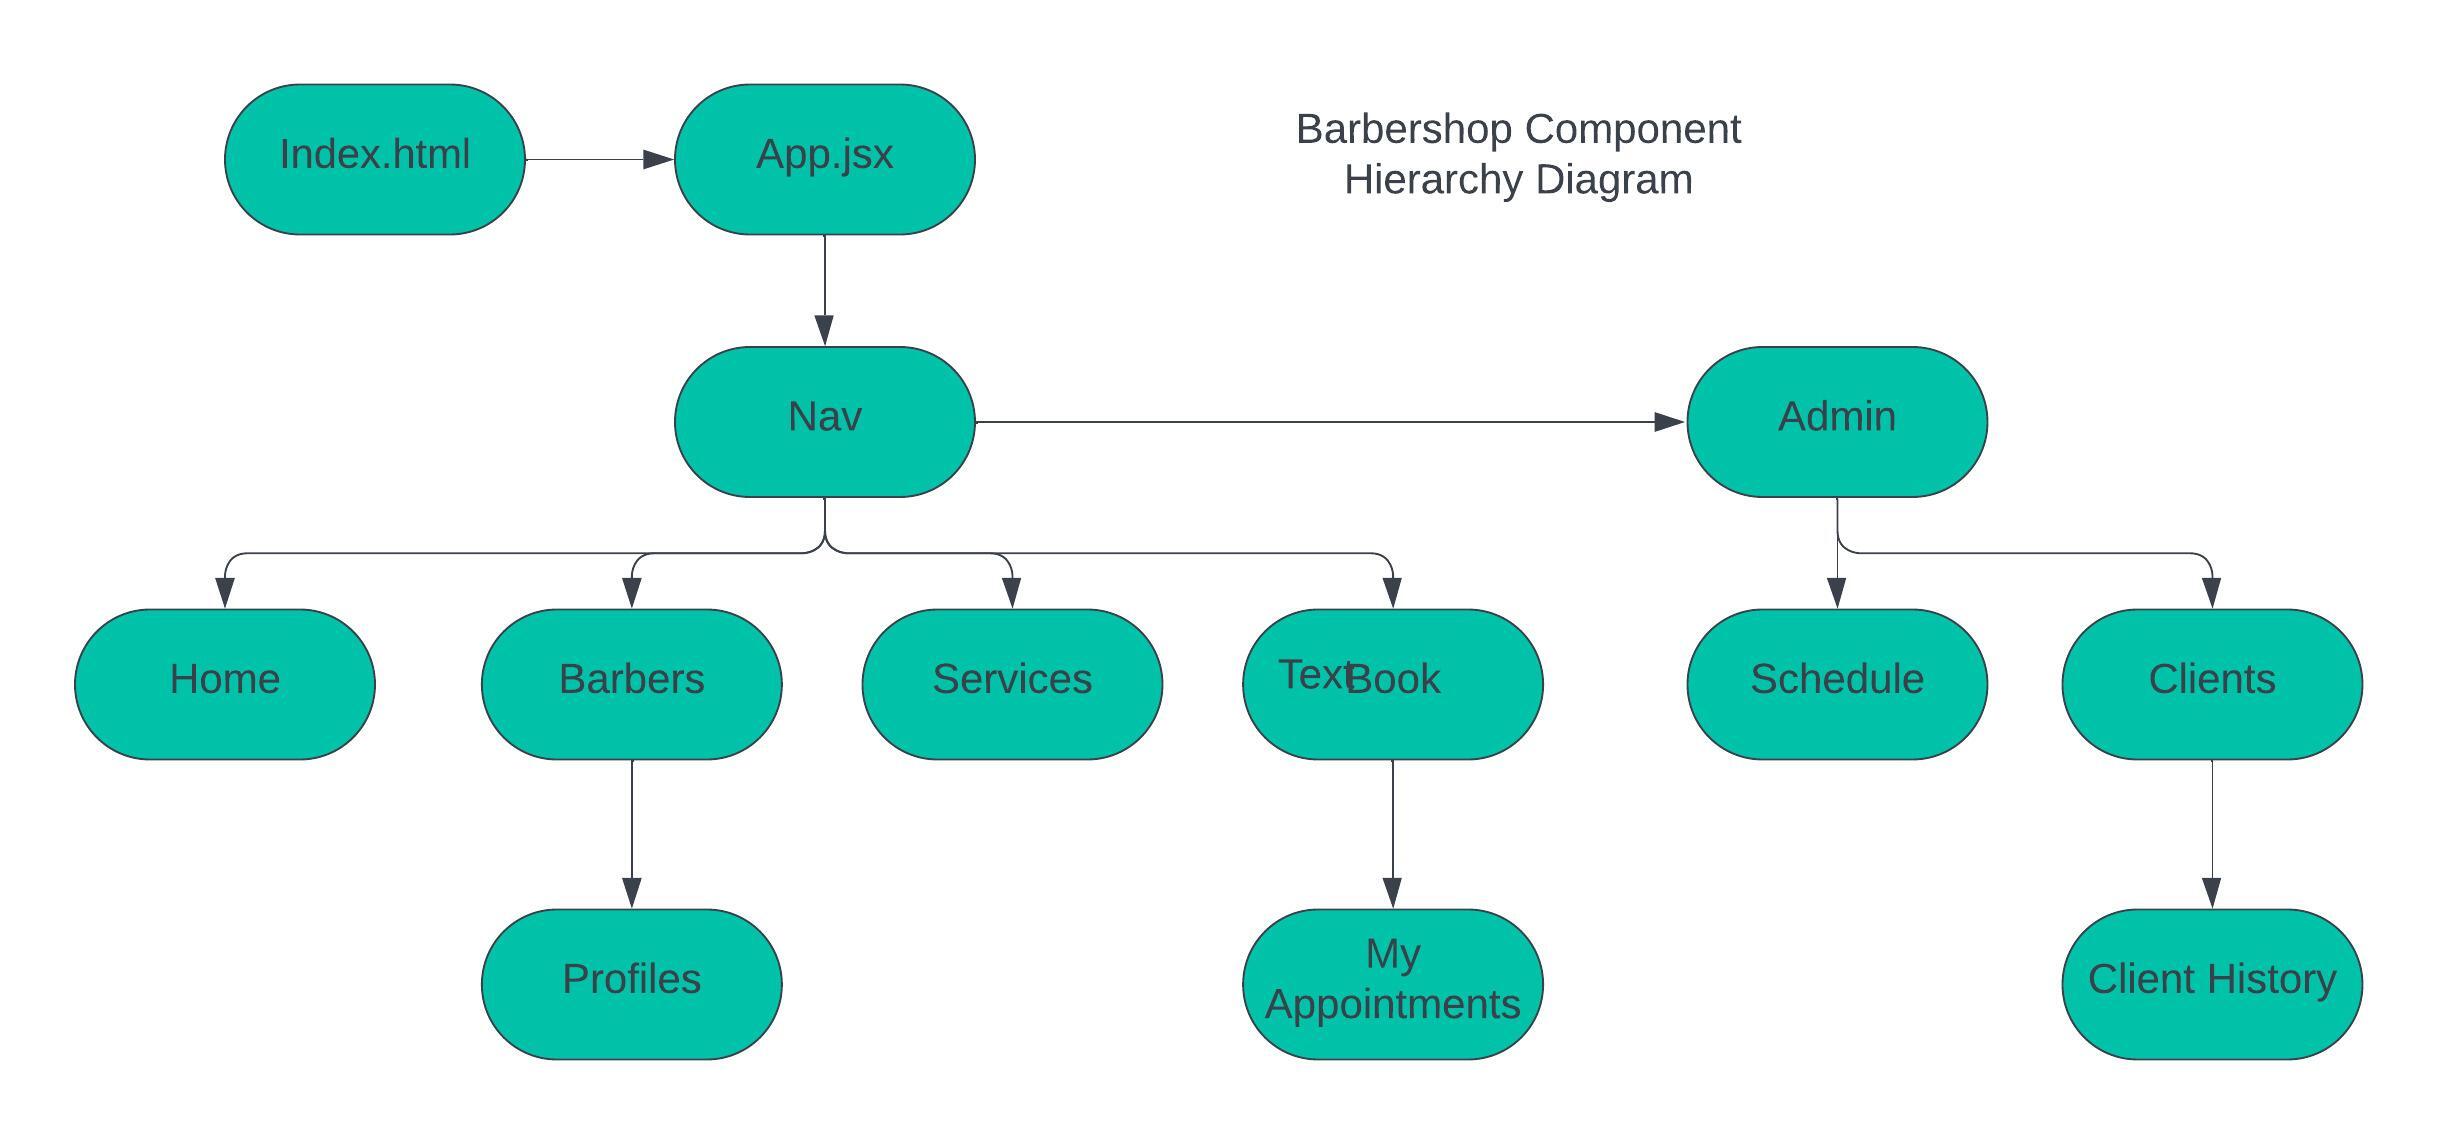 Index.html
App.jsx
Barbershop Component
Hierarchy Diagram
Nav
Admin
Home
Barbers
Services
Text
Book
Schedule
Clients
Profiles
My
Appointments
Client History